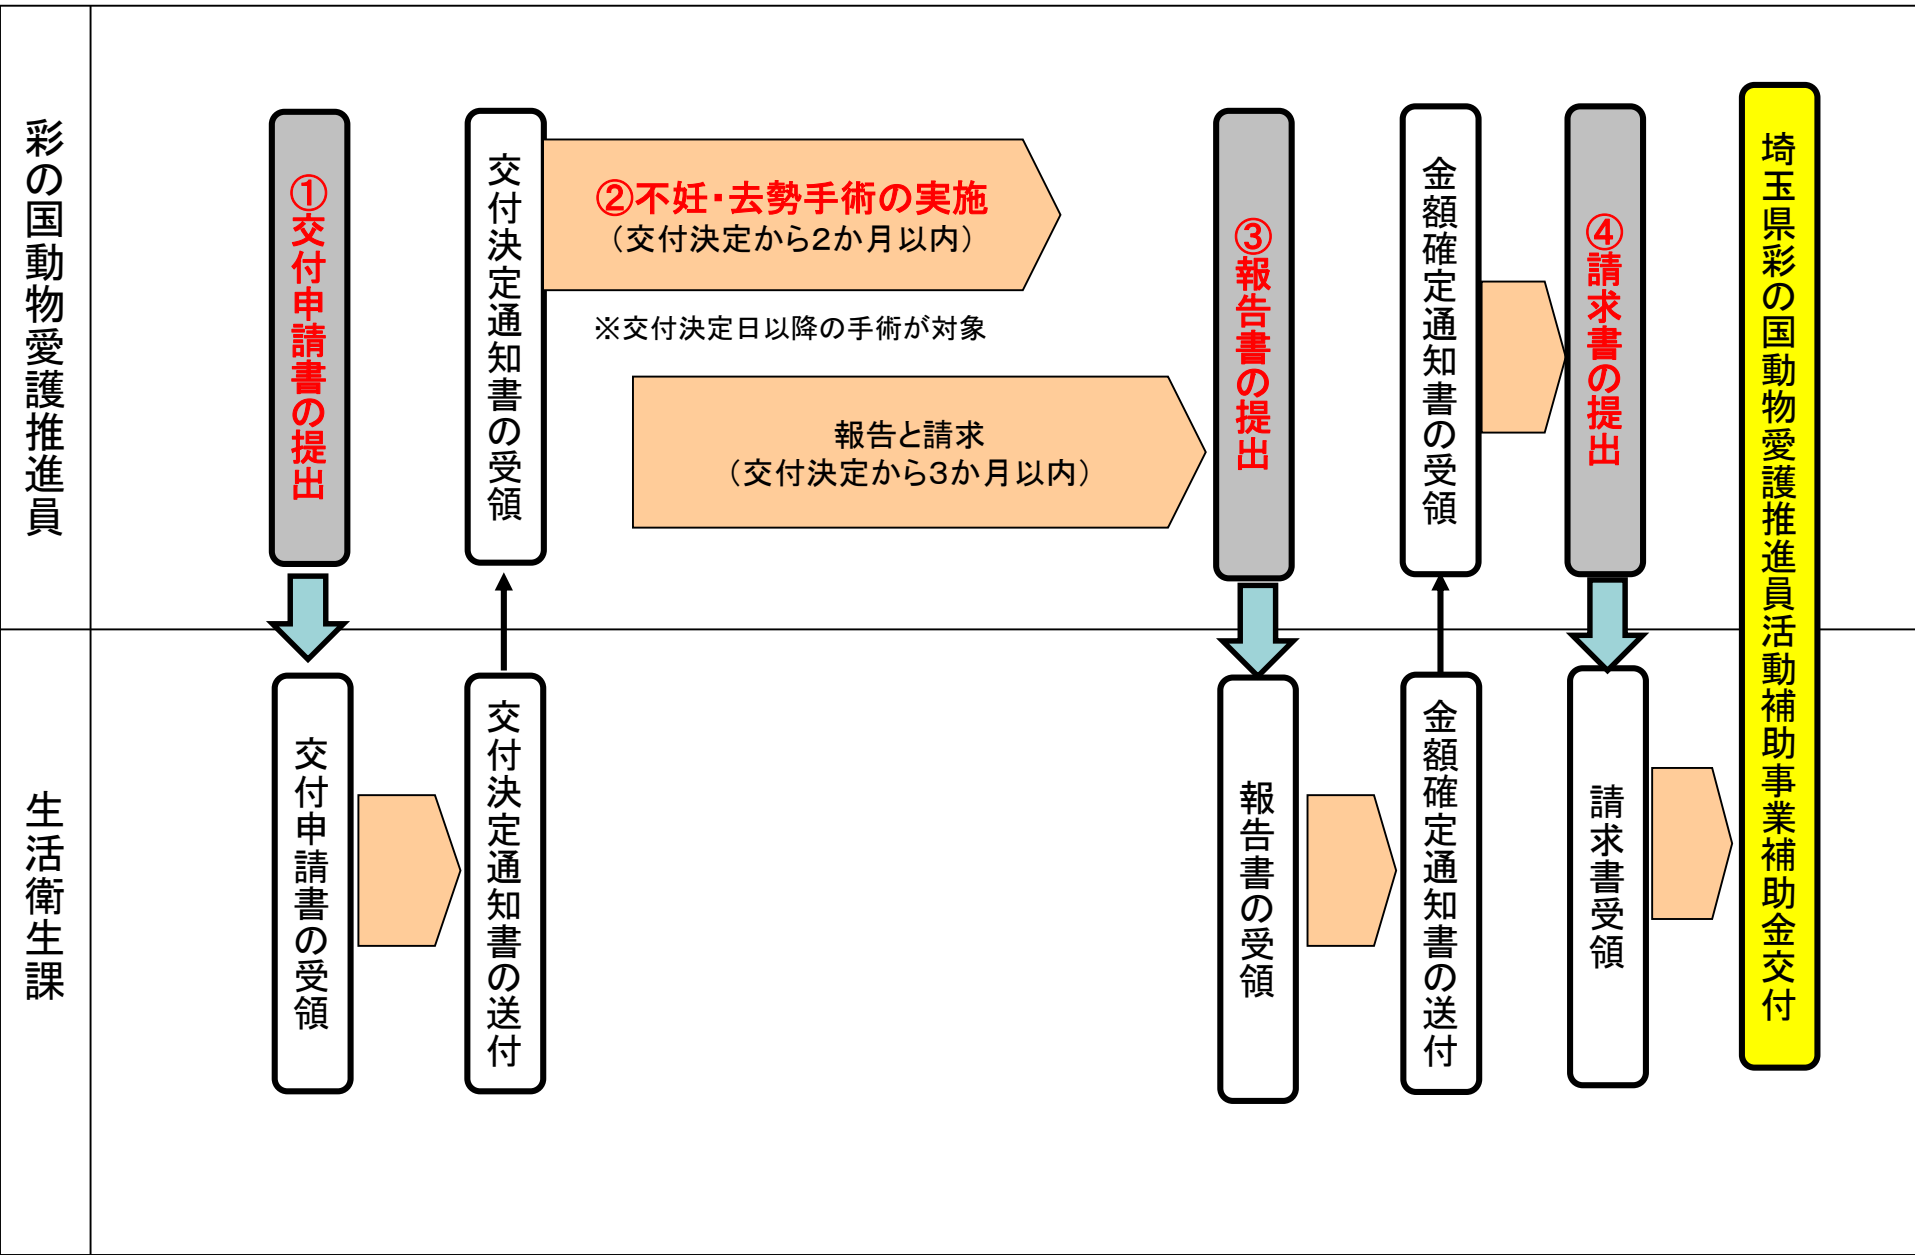 彩の国動物愛護推進員
①交付申請書の提出
交付決定通知書の受領
②不妊・去勢手術の実施
(交付決定から2か月以内)
※交付決定日以降の手術が対象
報告と請求
(交付決定から3か月以内)
③報告書の提出
金額確定通知書の受領
④請求書の提出
埼玉県彩の国動物愛護推進員活動補助事業補助金交付
生活衛生課
交付申請書の受領
交付決定通知書の送付
報告書の受領
金額確定通知書の送付
請求書受領